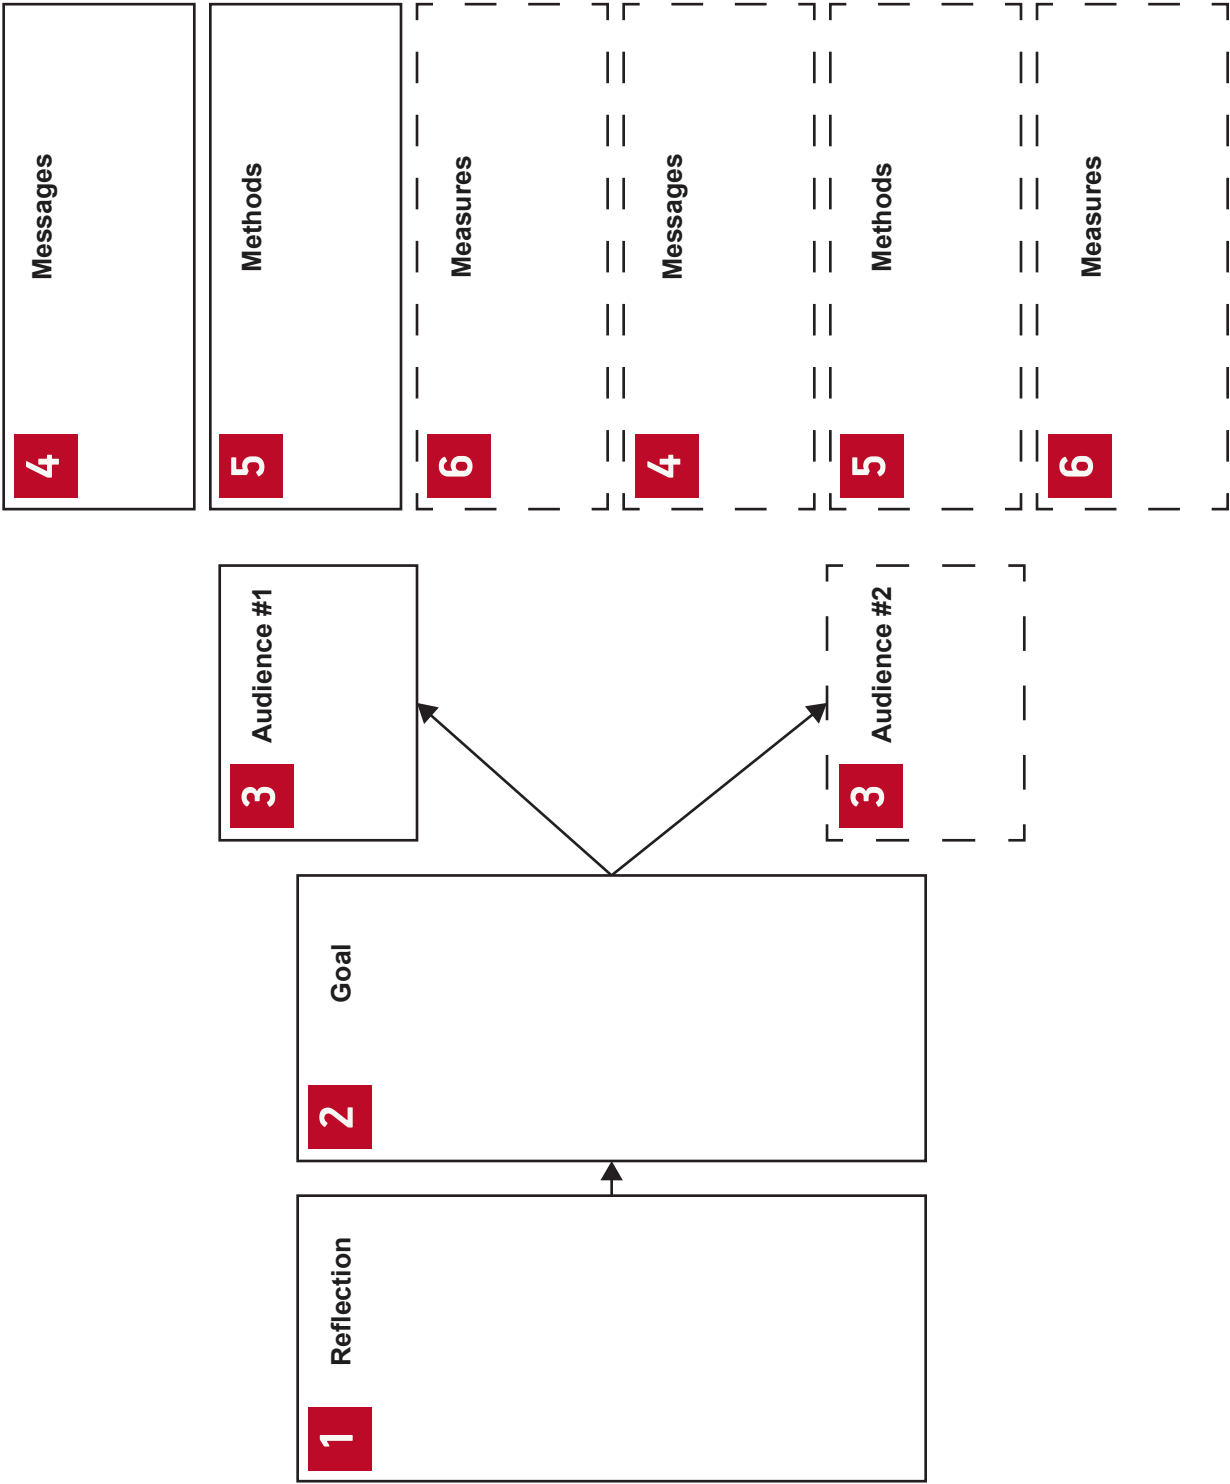 1 Reflection
2 Goal
3 Audience #1
3 Audience #2
4 Messages
5 Methods
6 Measures
4 Messages
5 Methods
6 Measures